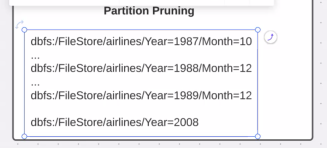 Partition Pruning
dbfs:/FileStore/airlines/Year=1987/Month=10
...
dbfs:/FileStore/airlines/Year=1988/Month=12
...
dbfs:/FileStore/airlines/Year=1989/Month=12
dbfs:/FileStore/airlines/Year=2008